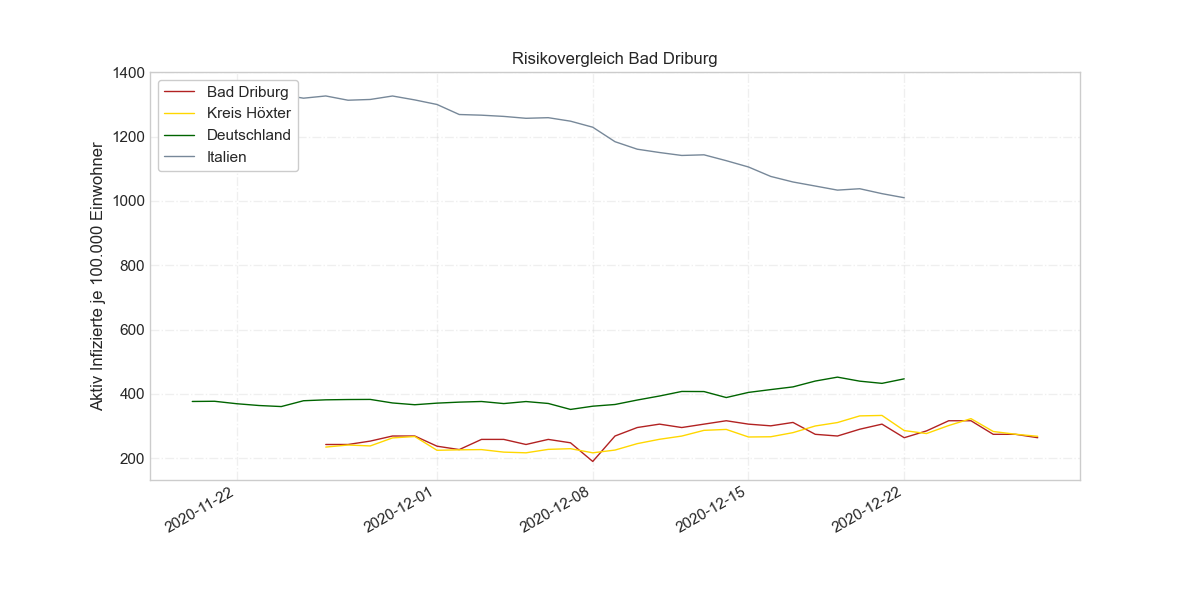 Risikovergleich Bad Driburg
Aktiv Infizierte je 100.000 Einwohner
1400
1200
1000
800
600
400
200
Bad Driburg
Kreis Höxter
Deutschland
Italien
2020-11-22
2020-12-01
2020-12-08
2020-12-15
2020-12-22